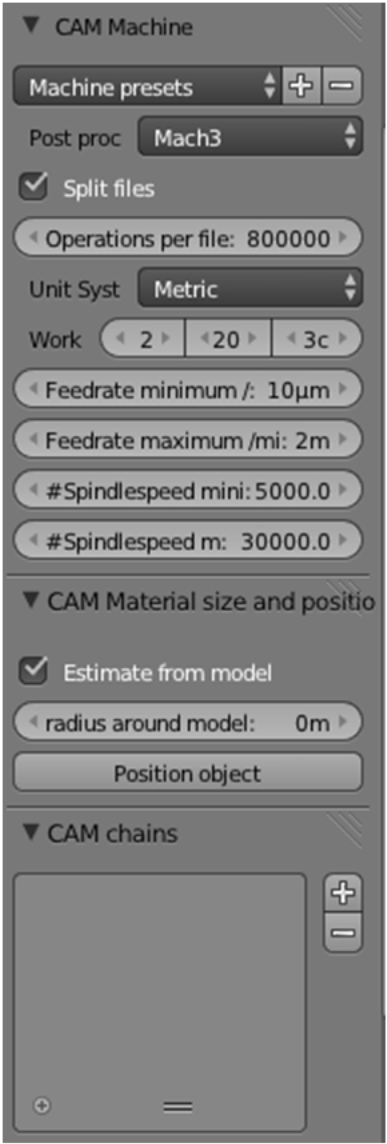 CAM Machine
Machine presets
Post proc Mach3
Split files
Operations per file: 800000
Unit Syst Metric
Work 2 20 3c
Feedrate minimum /: 10µm
Feedrate maximum /mi: 2m
#Spindlespeed mini: 5000.0
#Spindlespeed m: 30000.0
CAM Material size and positio
Estimate from model
radius around model: 0m
Position object
CAM chains